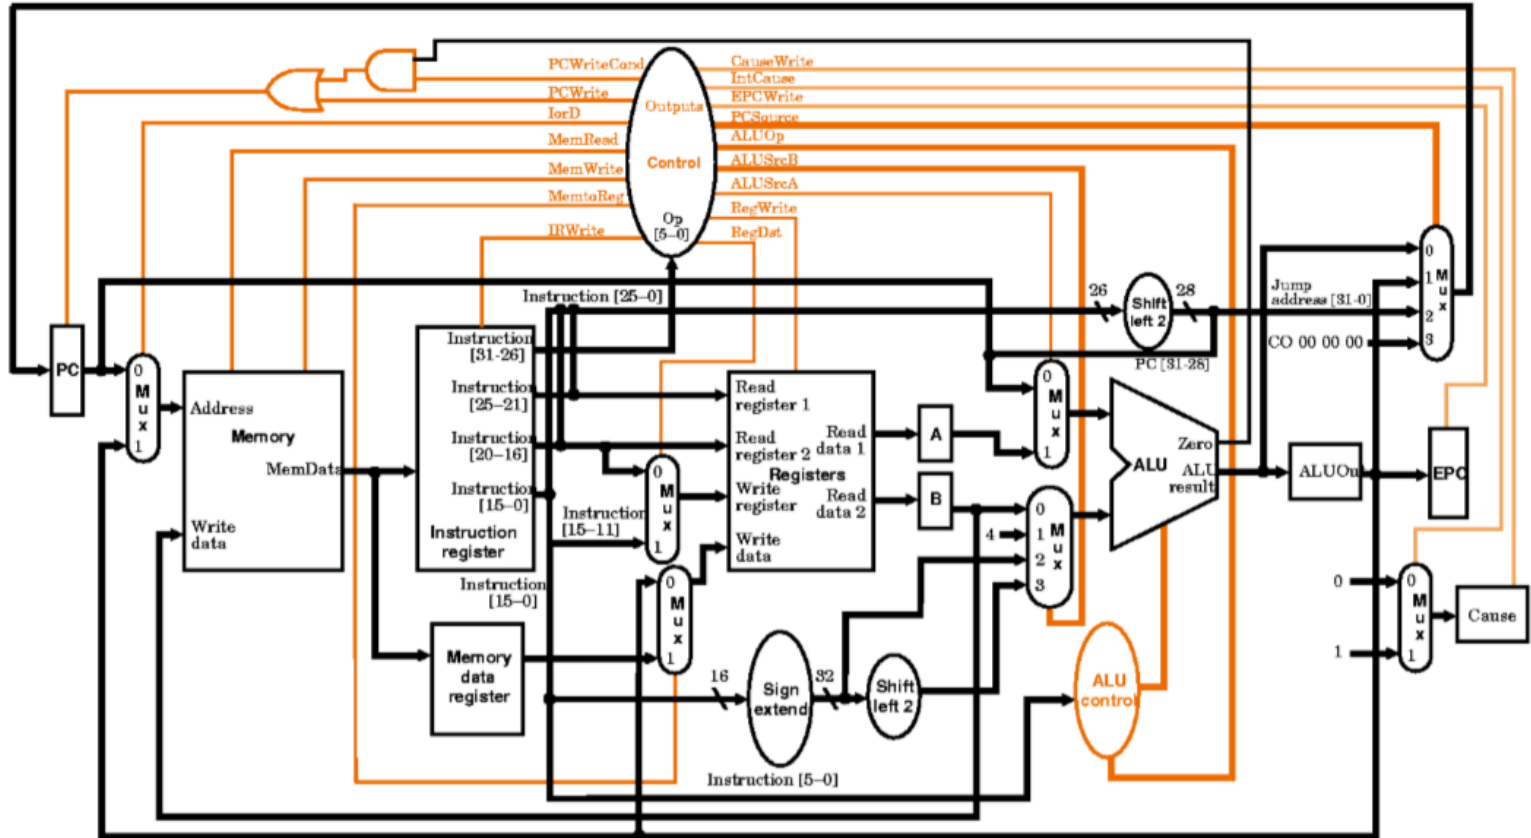 PCWriteCond
PCWrite
IorD
MemRead
MemWrite
MemtoReg
IRWrite
Outputs
Control
Op
[5–0]
CauseWrite
IntCause
EPCWrite
PCSource
ALUOp
ALUSrcB
ALUSrcA
RegWrite
RegDst
Instruction [25–0]
26
Shift
left 2
28
Jump
address [31-0]
CO 00 00 00
PC [31-28]
0
1
2
3
M
u
x
PC
0
M
u
x
1
Address
Memory
MemData
Write
data
Instruction
[31-26]
Instruction
[25–21]
Instruction
[20–16]
Instruction
[15–0]
Instruction
register
Instruction
[15–11]
Instruction
[15–0]
0
M
u
x
1
0
M
u
x
1
Memory
data
register
Read
register 1
Read
register 2
Registers
Write
register
Write
data
Read
data 1
Read
data 2
A
B
4
0
M
u
x
1
0
1
2
3
M
u
x
Zero
ALU
ALU
result
ALUOu
EPC
0
1
0
M
u
x
1
Cause
16
Sign
extend
32
Shift
left 2
ALU
control
Instruction [5–0]